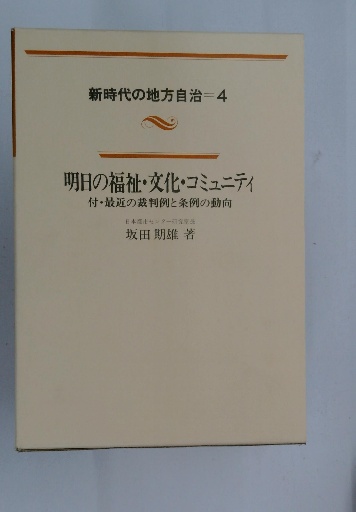 新時代の地方自治=4
明日の福祉・文化・コミュニティ
付・最近の裁判例と条例の動向
坂田期雄 著